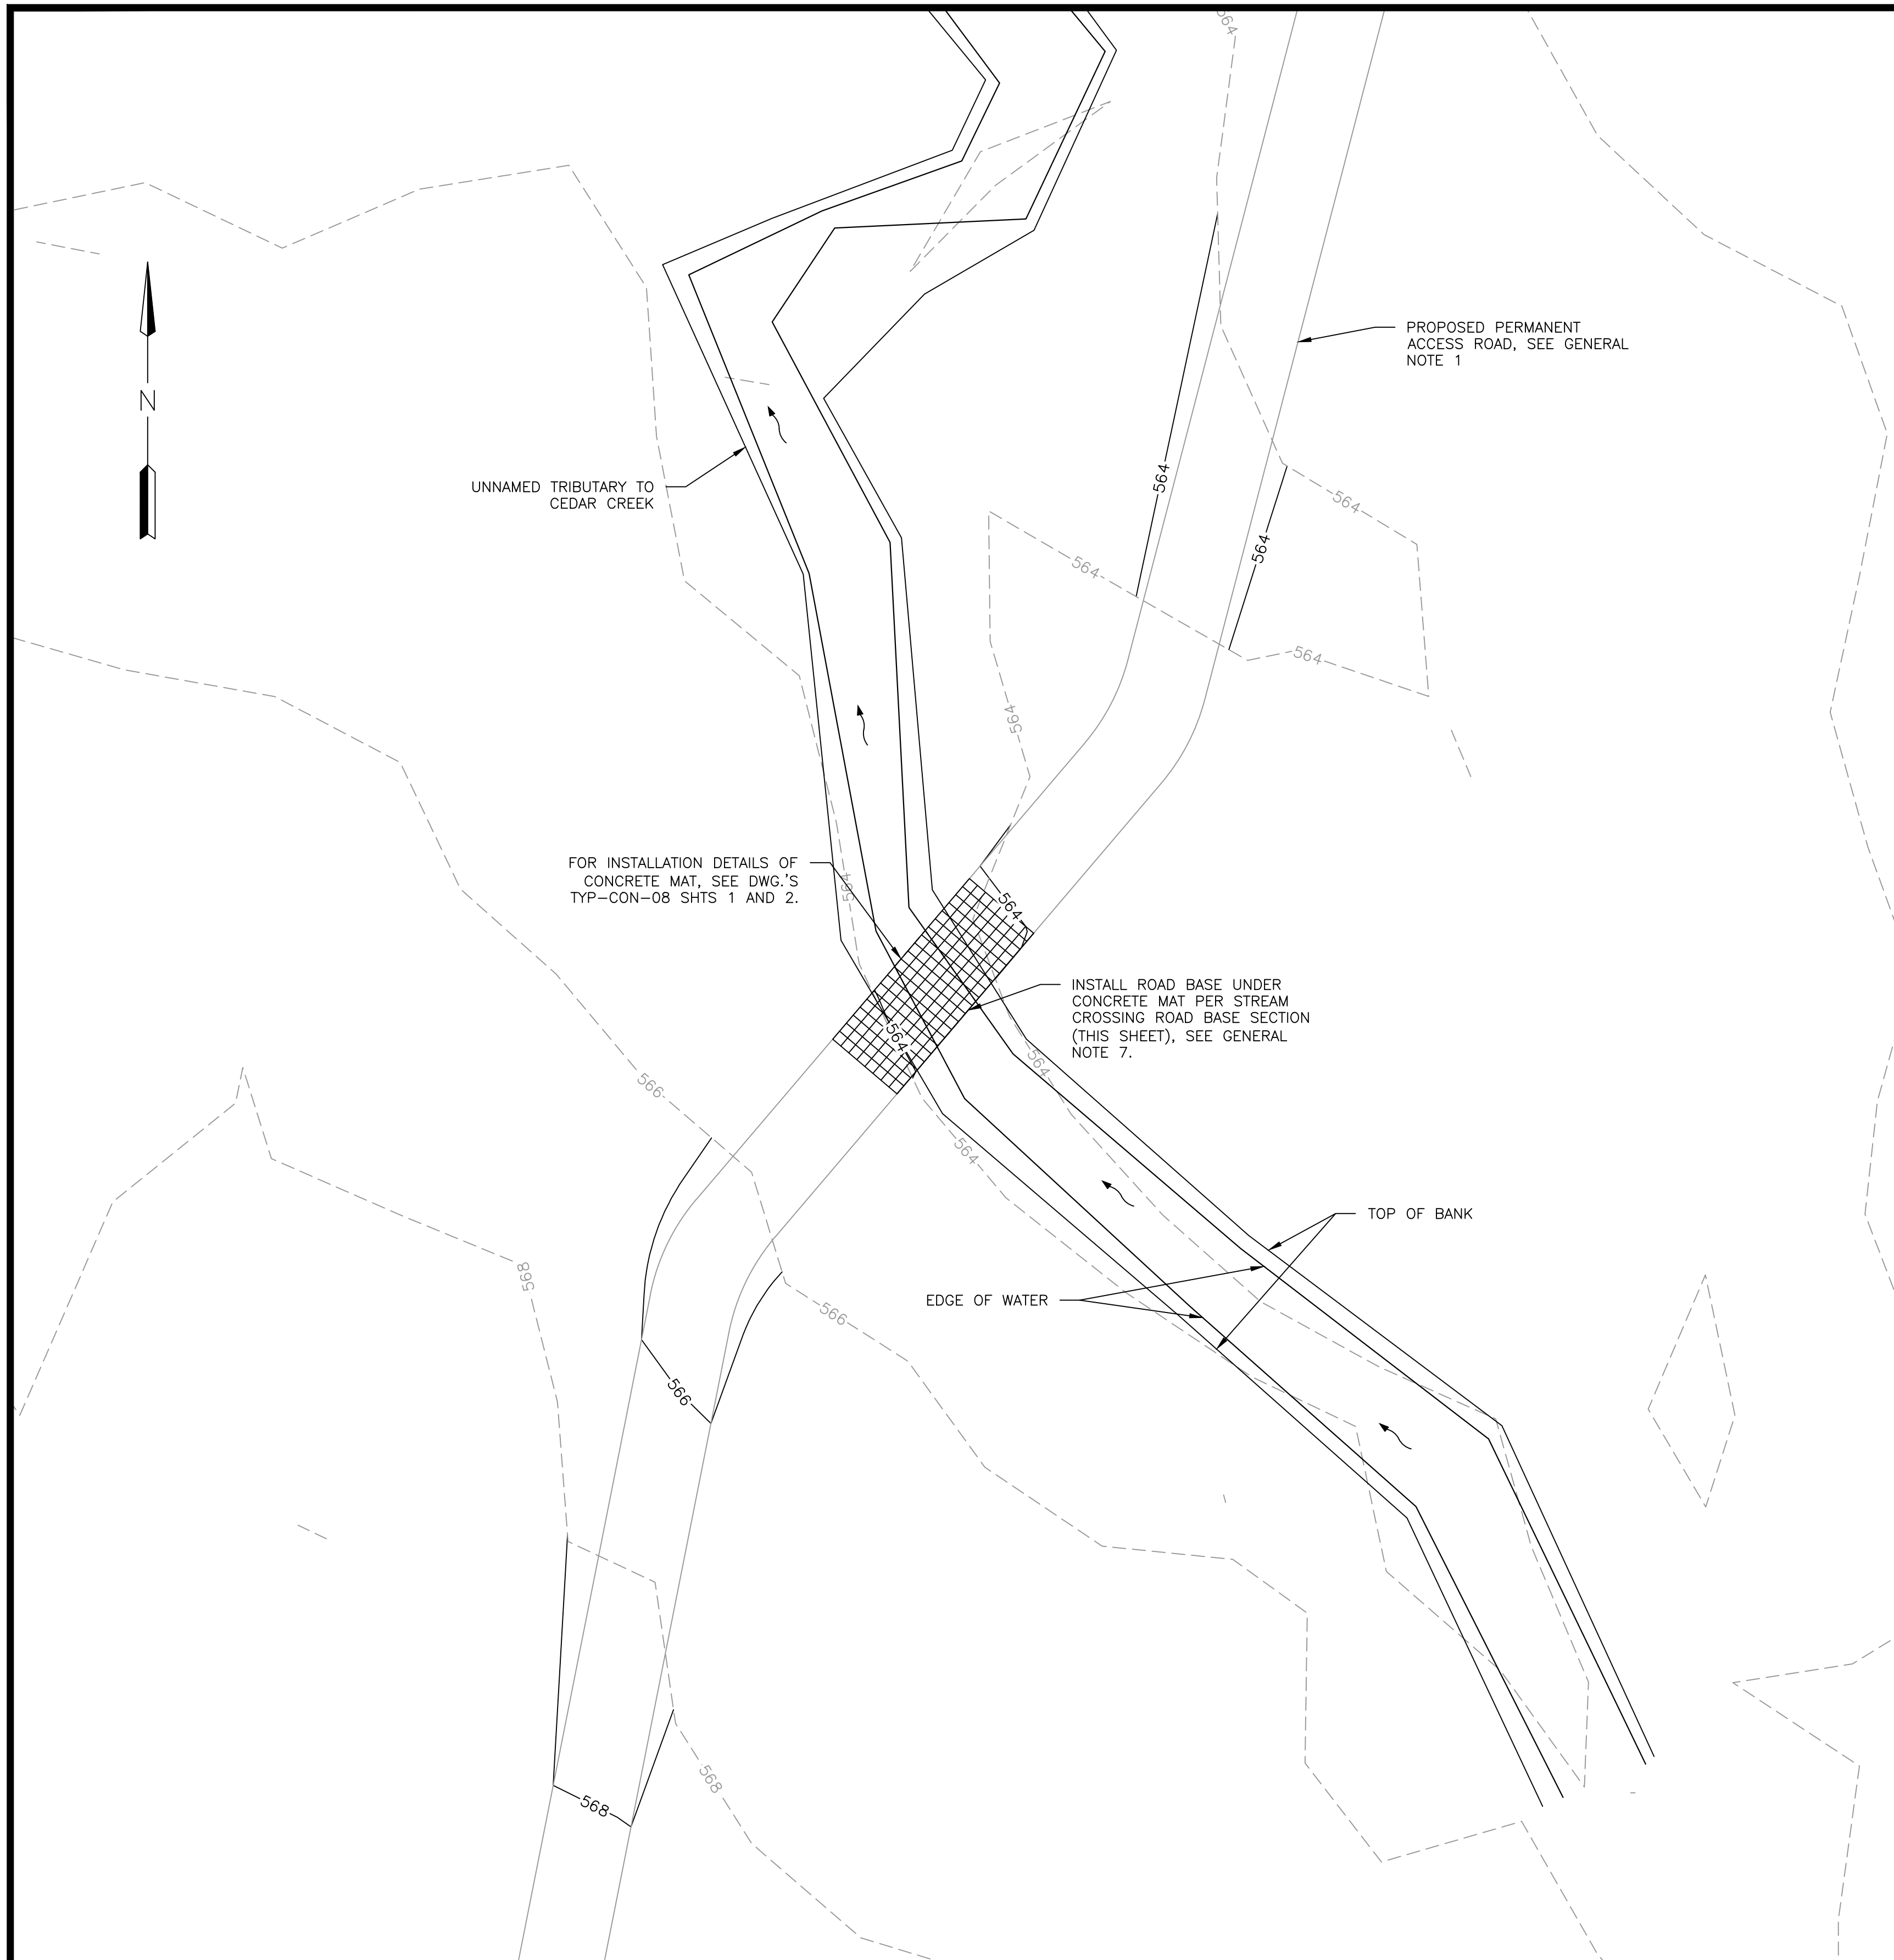 564
N
PROPOSED PERMANENT
ACCESS ROAD, SEE GENERAL
NOTE 1
UNNAMED TRIBUTARY TO
CEDAR CREEK
564
564
564
564
564
564
FOR INSTALLATION DETAILS OF
CONCRETE MAT, SEE DWG.'S
TYP-CON-08 SHTS 1 AND 2.
564
564
INSTALL ROAD BASE UNDER
CONCRETE MAT PER STREAM
CROSSING ROAD BASE SECTION
(THIS SHEET), SEE GENERAL
NOTE 7.
564
564
566
564
TOP OF BANK
568
EDGE OF WATER
566
566
568
568